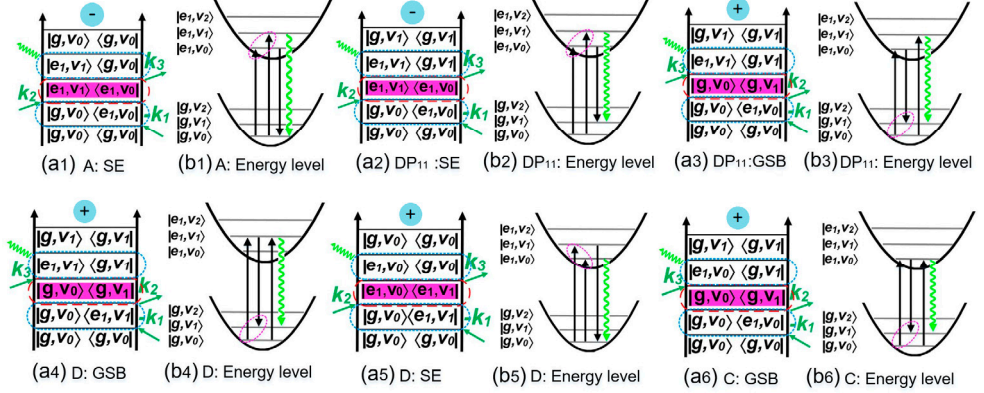 -
|g,v₀⟩ ⟨g,v₀|
|e₁,v₁⟩ ⟨g,v₀|
k₃
|e₁,v₁⟩ ⟨e₁,v₀|
k₂
|g,v₀⟩ ⟨e₁,v₀|
k₁
|g,v₀⟩ ⟨g,v₀|
(a1) A: SE
|e₁,v₂⟩
|e₁,v₁⟩
|e₁,v₀⟩
|g,v₂⟩
|g,v₁⟩
|g,v₀⟩
(b1) A: Energy level
-
|g,v₁⟩ ⟨g,v₁|
|e₁,v₁⟩ ⟨g,v₁|
k₃
|e₁,v₁⟩ ⟨e₁,v₀|
k₂
|g,v₀⟩ ⟨e₁,v₀|
k₁
|g,v₀⟩ ⟨g,v₀|
(a2) DP₁₁ :SE
|e₁,v₂⟩
|e₁,v₁⟩
|e₁,v₀⟩
|g,v₂⟩
|g,v₁⟩
|g,v₀⟩
(b2) DP₁₁: Energy level
+
|g,v₁⟩ ⟨g,v₁|
k₃
|e₁,v₁⟩ ⟨g,v₁|
|g,v₀⟩ ⟨g,v₁|
k₂
|g,v₀⟩ ⟨e₁,v₀|
k₁
|g,v₀⟩ ⟨g,v₀|
(a3) DP₁₁:GSB
|e₁,v₂⟩
|e₁,v₁⟩
|e₁,v₀⟩
|g,v₂⟩
|g,v₁⟩
|g,v₀⟩
(b3) DP₁₁: Energy level
+
|g,v₁⟩ ⟨g,v₁|
k₃
|e₁,v₁⟩ ⟨g,v₁|
|g,v₀⟩ ⟨g,v₁|
k₂
|g,v₀⟩ ⟨e₁,v₁|
k₁
|g,v₀⟩ ⟨g,v₀|
(a4) D: GSB
|e₁,v₂⟩
|e₁,v₁⟩
|e₁,v₀⟩
|g,v₂⟩
|g,v₁⟩
|g,v₀⟩
(b4) D: Energy level
+
|g,v₀⟩ ⟨g,v₀|
|e₁,v₀⟩ ⟨g,v₀|
k₃
|e₁,v₀⟩ ⟨e₁,v₁|
k₂
|g,v₀⟩ ⟨e₁,v₁|
k₁
|g,v₀⟩ ⟨g,v₀|
(a5) D: SE
|e₁,v₂⟩
|e₁,v₁⟩
|e₁,v₀⟩
|g,v₂⟩
|g,v₁⟩
|g,v₀⟩
(b5) D: Energy level
+
|g,v₁⟩ ⟨g,v₁|
k₃
|e₁,v₀⟩ ⟨g,v₁|
|g,v₀⟩ ⟨g,v₁|
k₂
|g,v₀⟩ ⟨e₁,v₀|
k₁
|g,v₀⟩ ⟨g,v₀|
(a6) C: GSB
|e₁,v₂⟩
|e₁,v₁⟩
|e₁,v₀⟩
|g,v₂⟩
|g,v₁⟩
|g,v₀⟩
(b6) C: Energy level